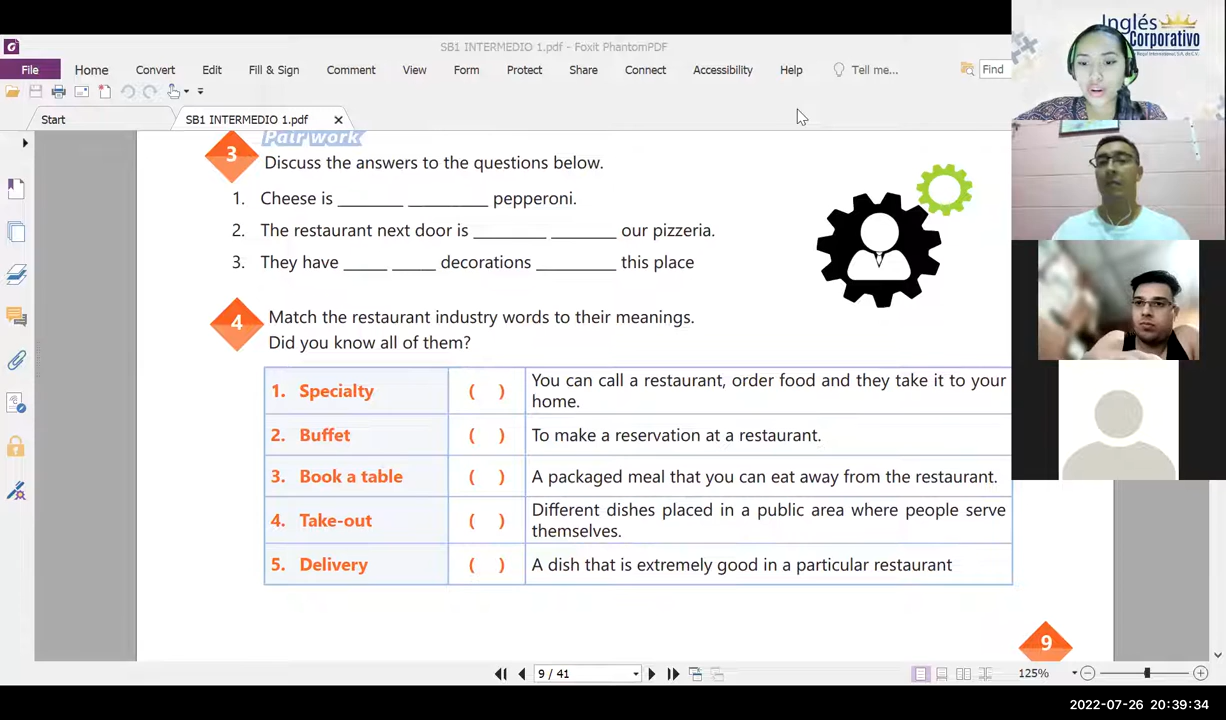 SB1 INTERMEDIO 1.pdf - Foxit PhantomPDF
File Home Convert Edit Fill & Sign Comment View Form Protect Share Connect Accessibility Help Tell me... Find
Start SB1 INTERMEDIO 1.pdf
Inglés
Corporativo
Pair work
3 Discuss the answers to the questions below.
1. Cheese is ________ __________ pepperoni.
2. The restaurant next door is _________ ________ our pizzeria.
3. They have _____ _____ decorations __________ this place
4 Match the restaurant industry words to their meanings.
Did you know all of them?
1. Specialty ( ) You can call a restaurant, order food and they take it to your
home.
2. Buffet ( ) To make a reservation at a restaurant.
3. Book a table ( ) A packaged meal that you can eat away from the restaurant.
4. Take-out ( ) Different dishes placed in a public area where people serve
themselves.
5. Delivery ( ) A dish that is extremely good in a particular restaurant
9
9 / 41 125%
2022-07-26 20:39:34